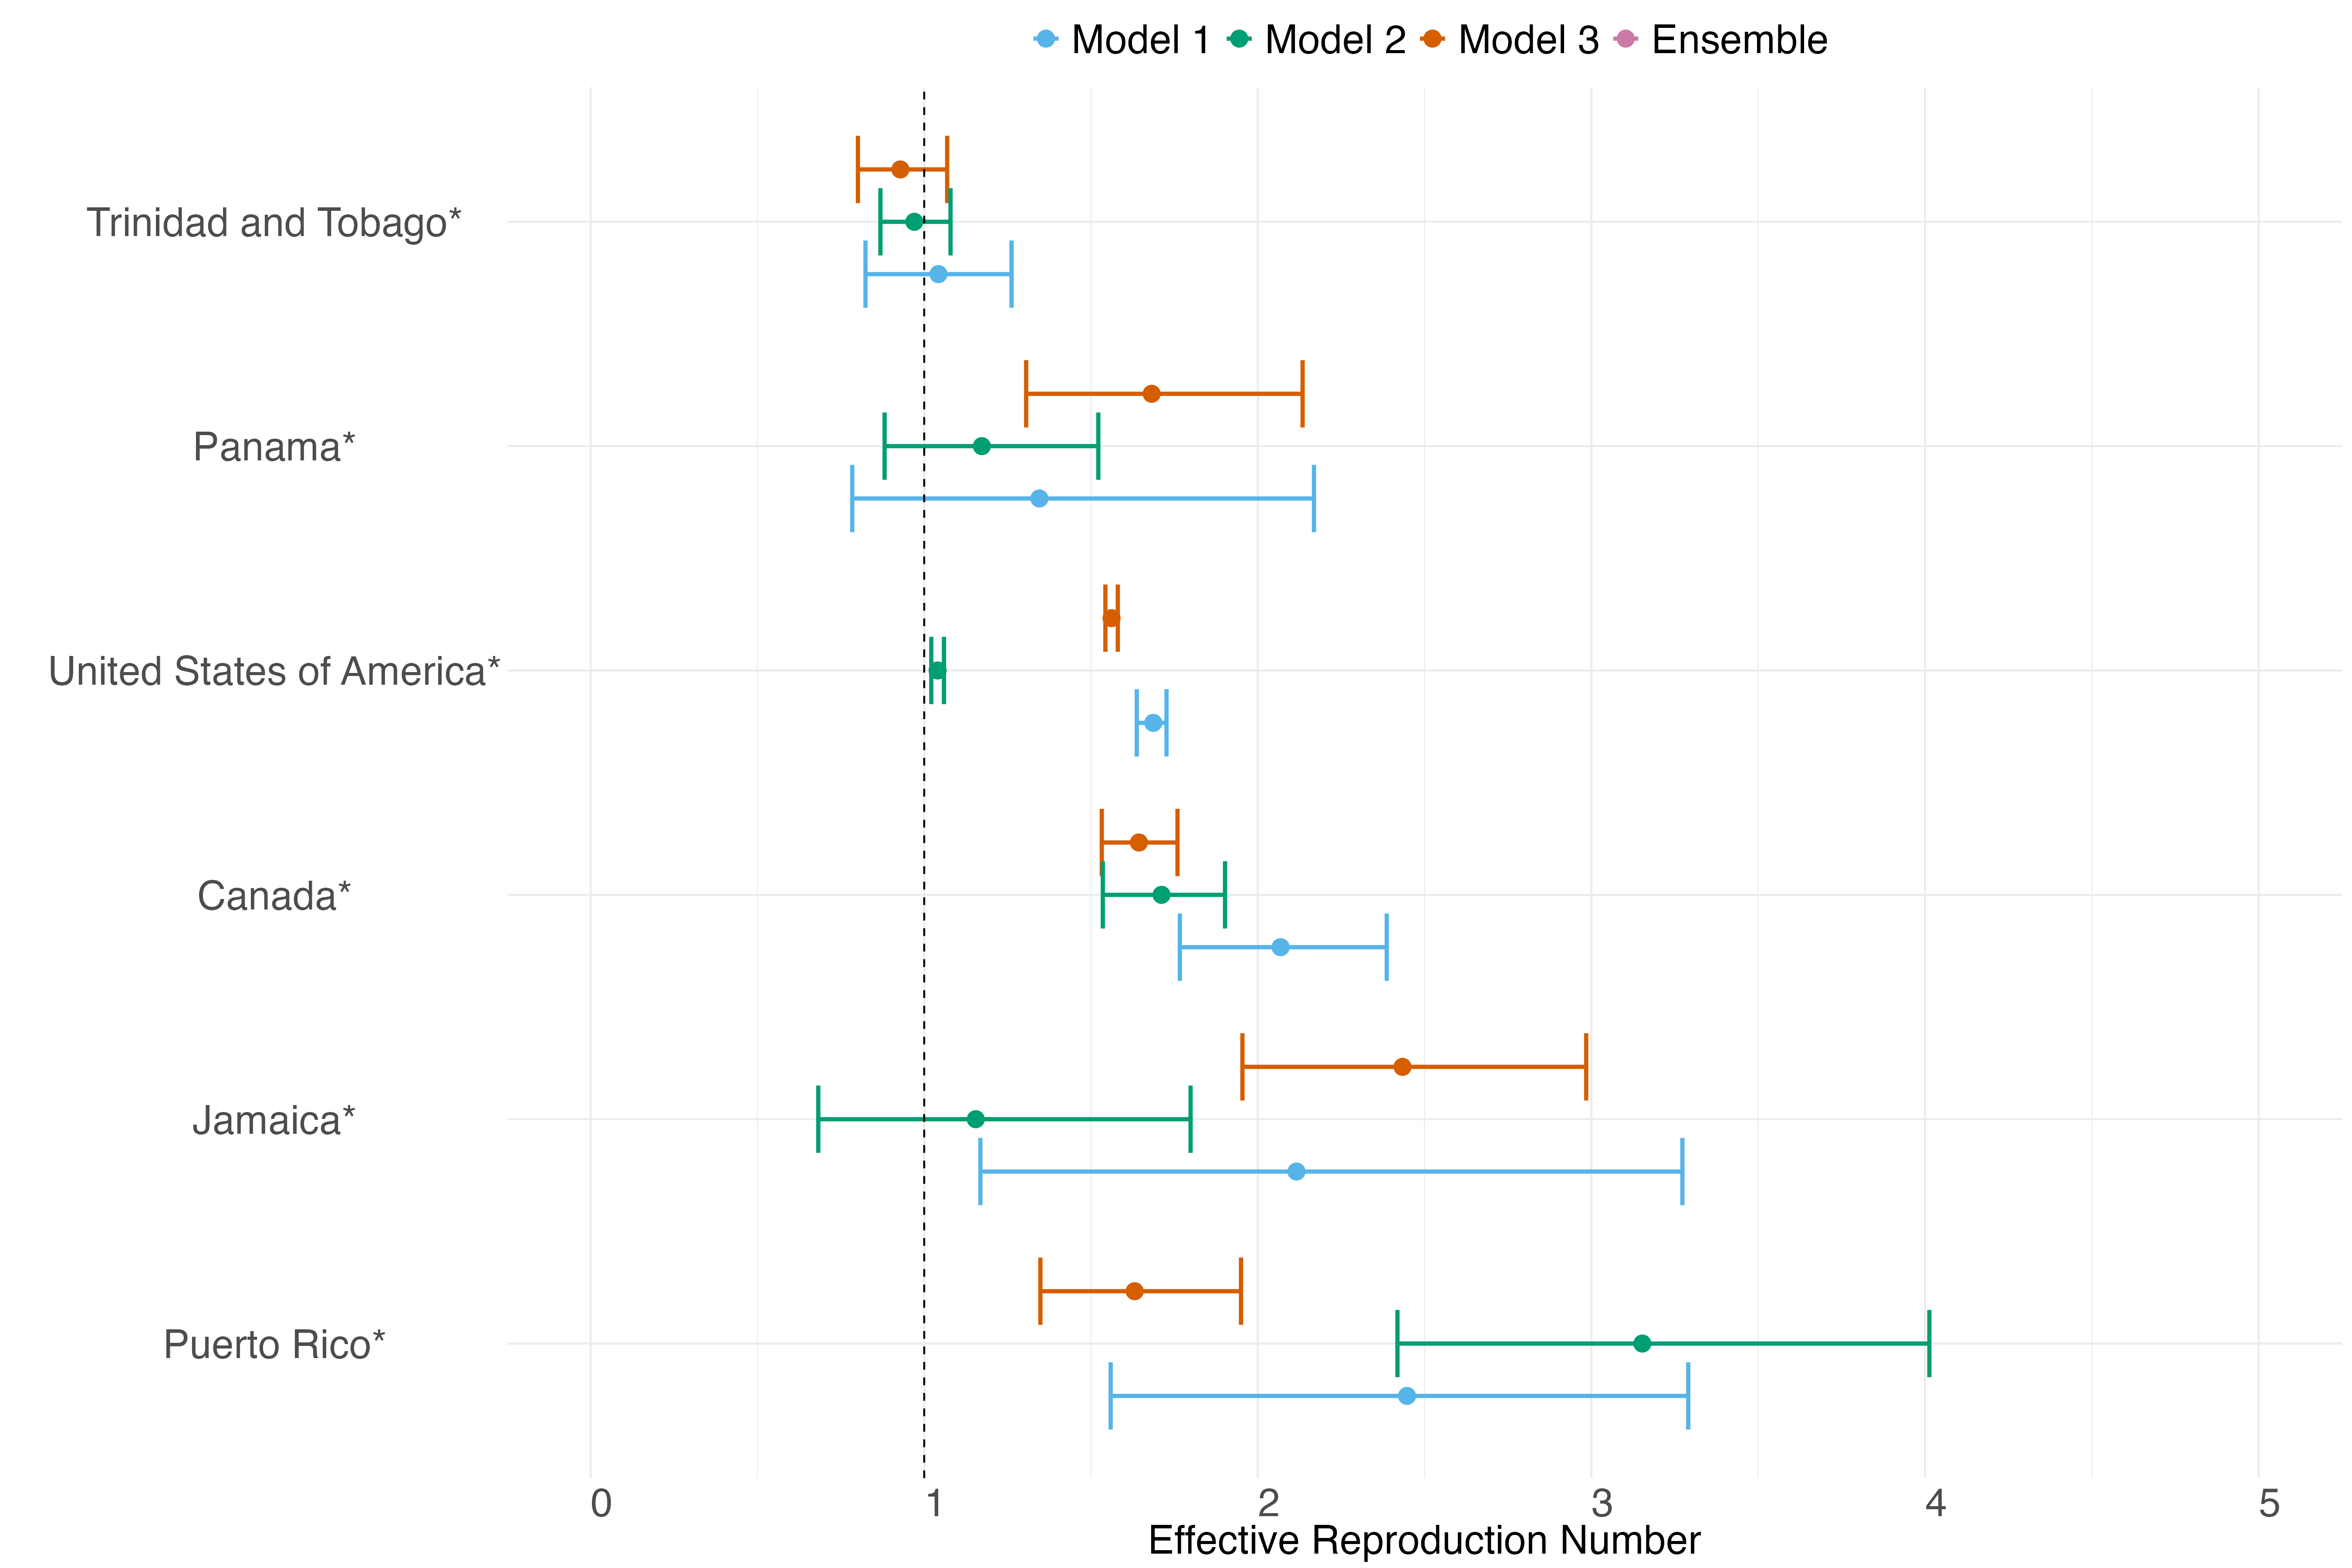 Model 1 Model 2 Model 3 Ensemble
Trinidad and Tobago*
Panama*
United States of America*
Canada*
Jamaica*
Puerto Rico*
0 1 2 3 4 5
Effective Reproduction Number